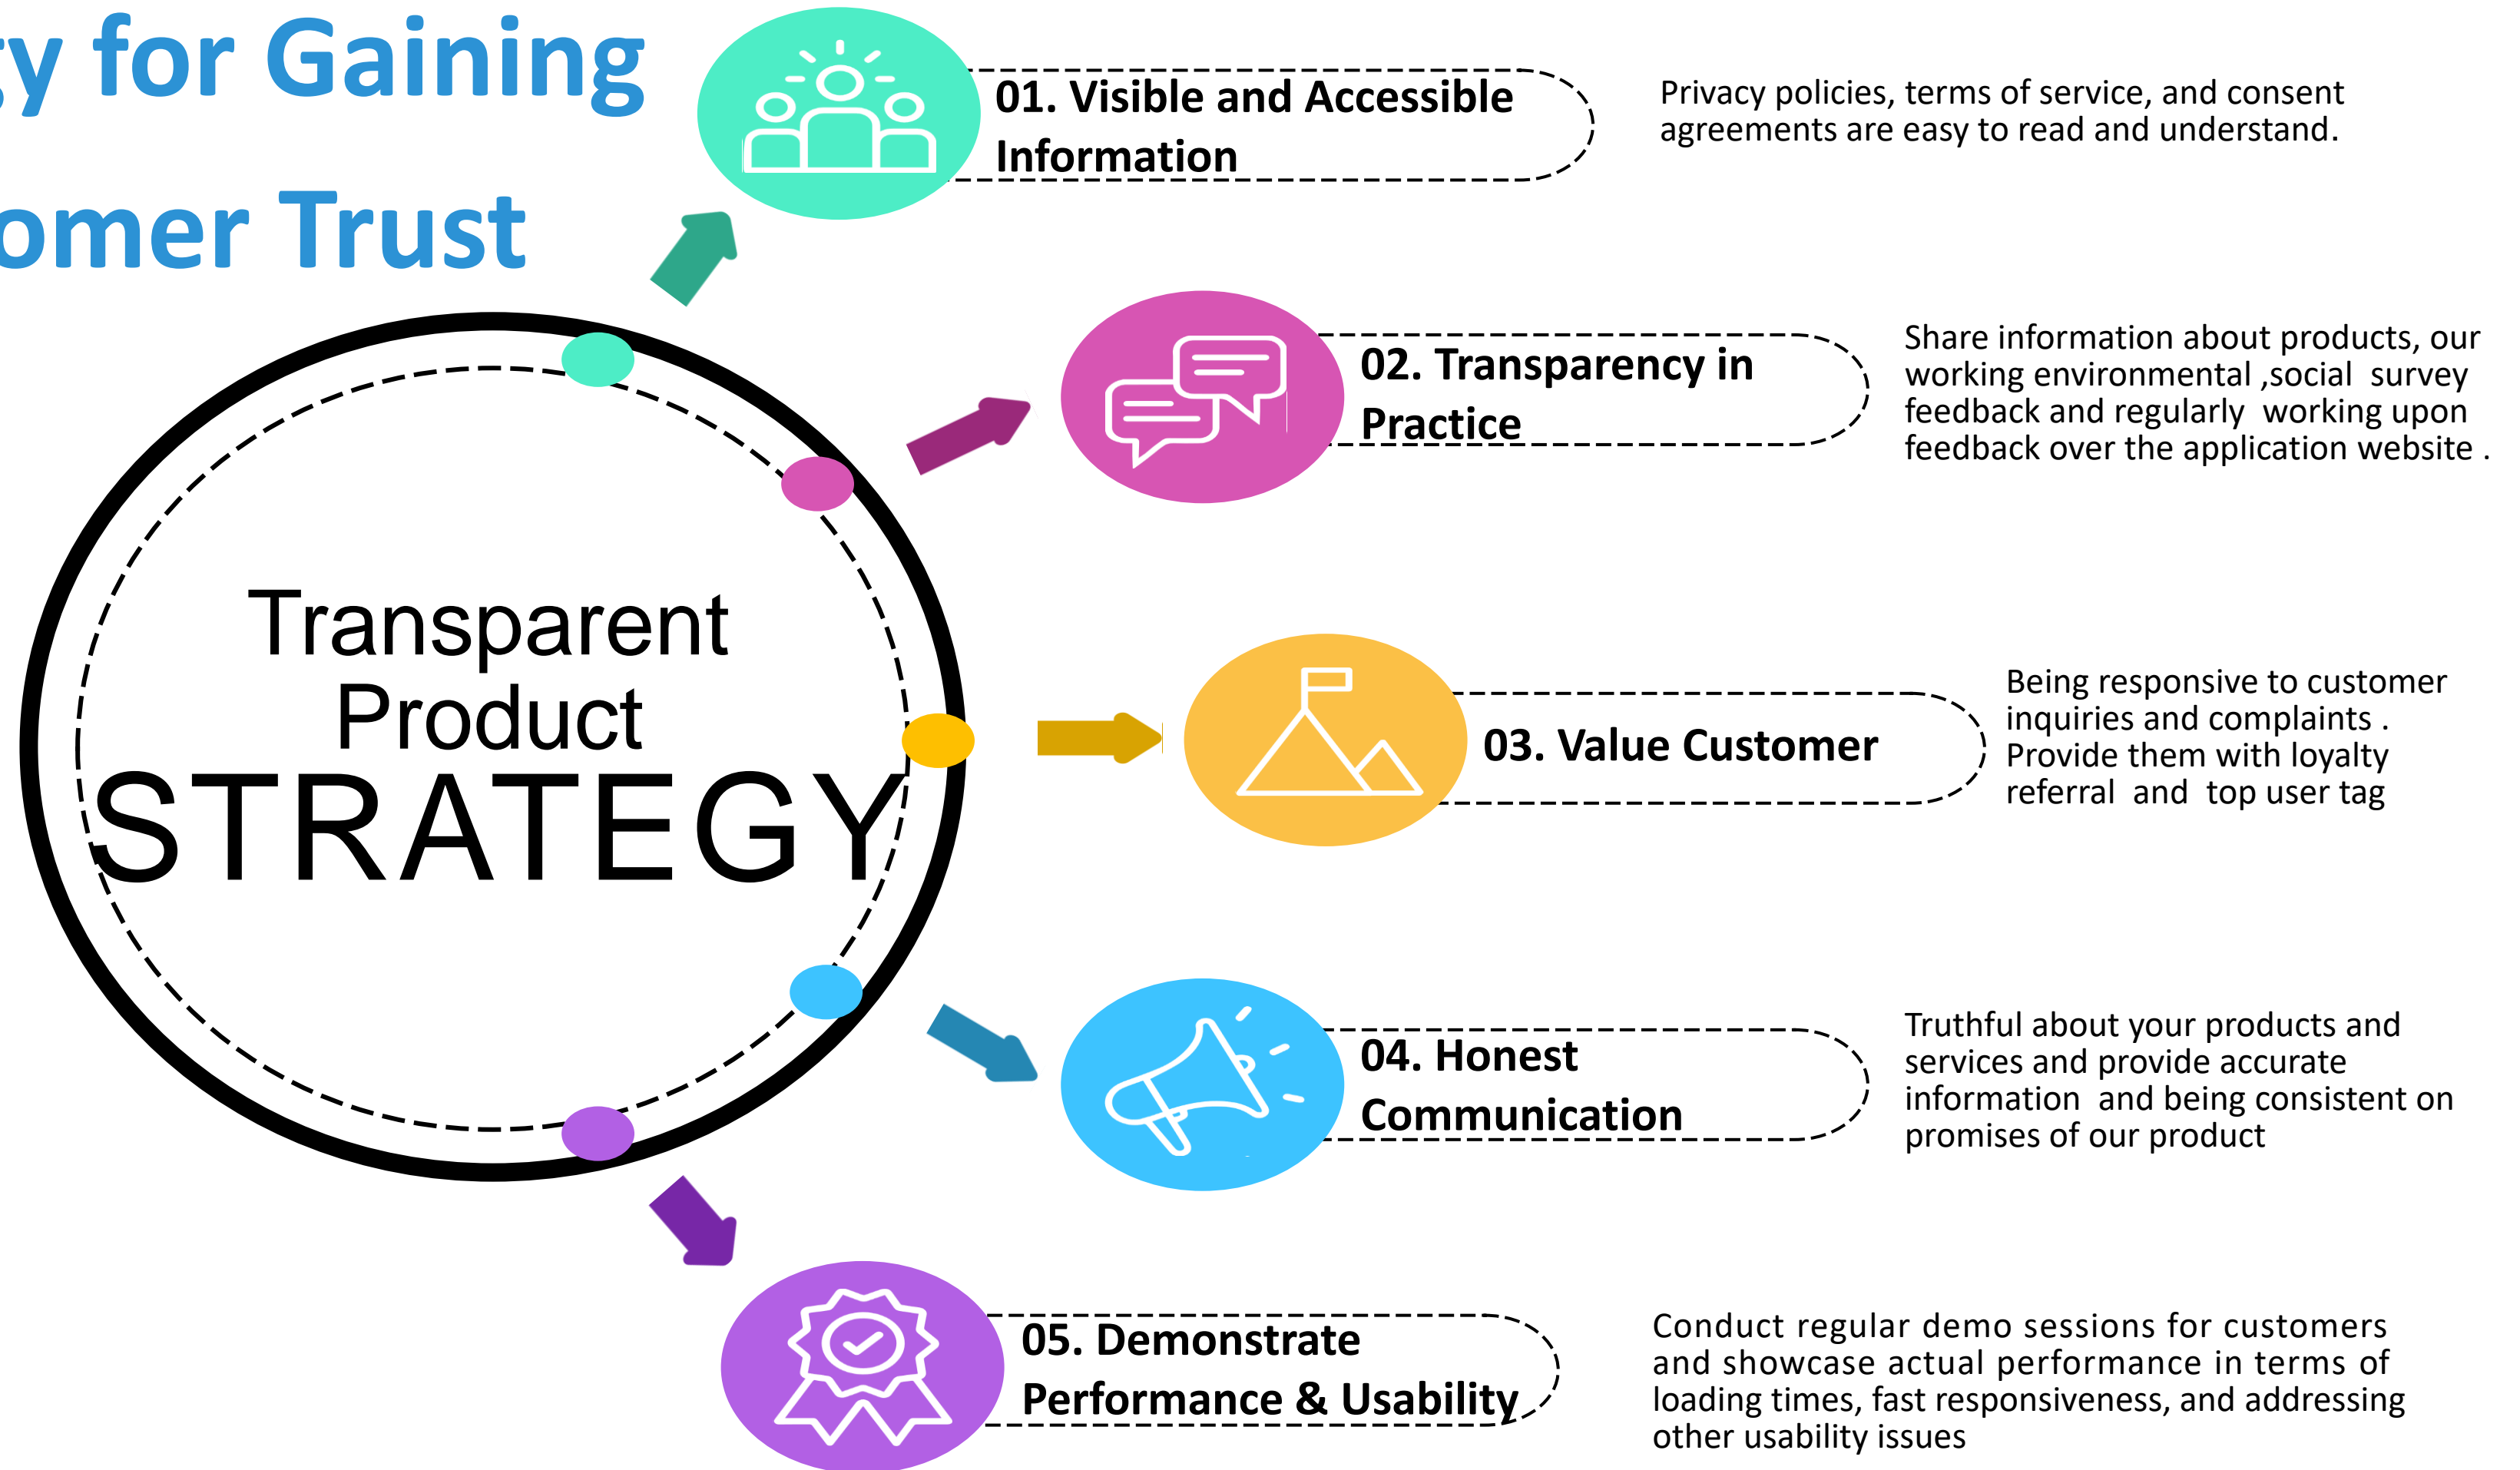 gy for Gaining
omer Trust
Transparent
Product
STRATEGY
01. Visible and Accessible
Information
Privacy policies, terms of service, and consent
agreements are easy to read and understand.
02. Transparency in
Practice
Share information about products, our
working environmental ,social survey
feedback and regularly working upon
feedback over the application website .
03. Value Customer
Being responsive to customer
inquiries and complaints .
Provide them with loyalty
referral and top user tag
04. Honest
Communication
Truthful about your products and
services and provide accurate
information and being consistent on
promises of our product
05. Demonstrate
Performance & Usability
Conduct regular demo sessions for customers
and showcase actual performance in terms of
loading times, fast responsiveness, and addressing
other usability issues